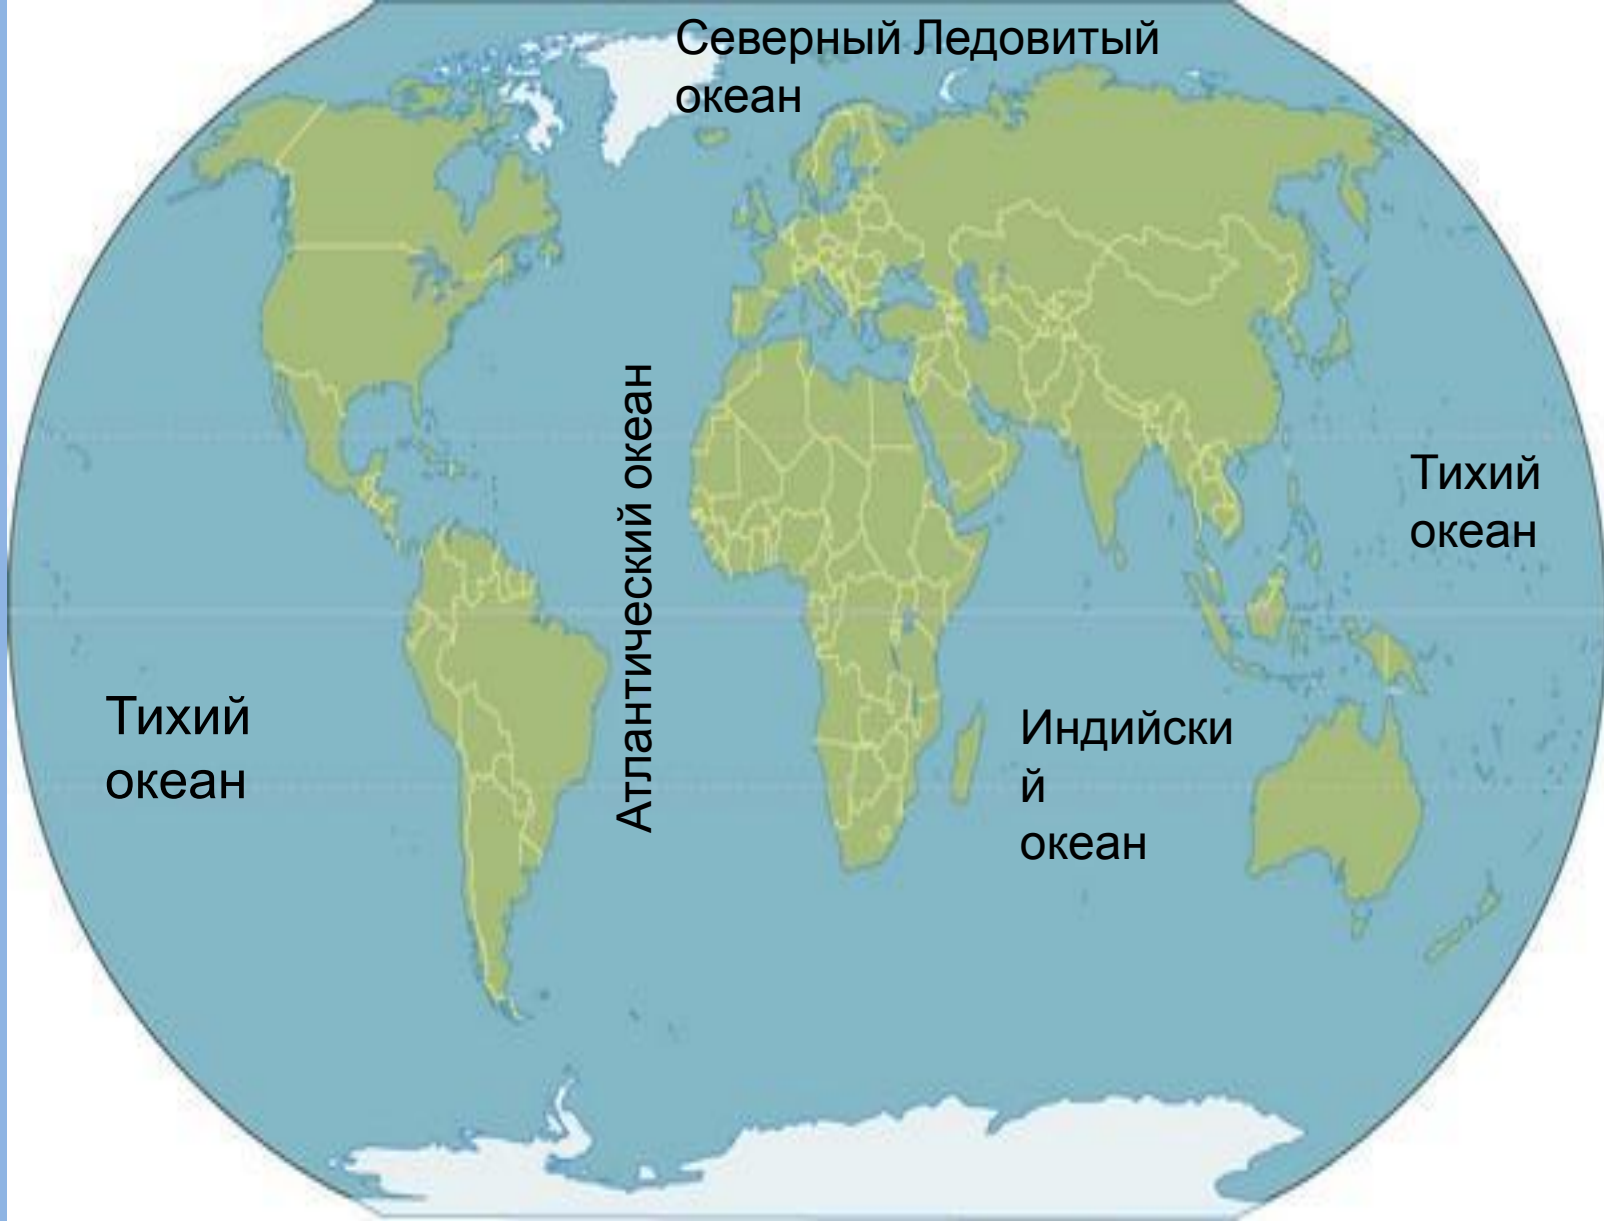 Северный Ледовитый
океан
Атлантический океан
Тихий
океан
Тихий
океан
Индийски
й
океан